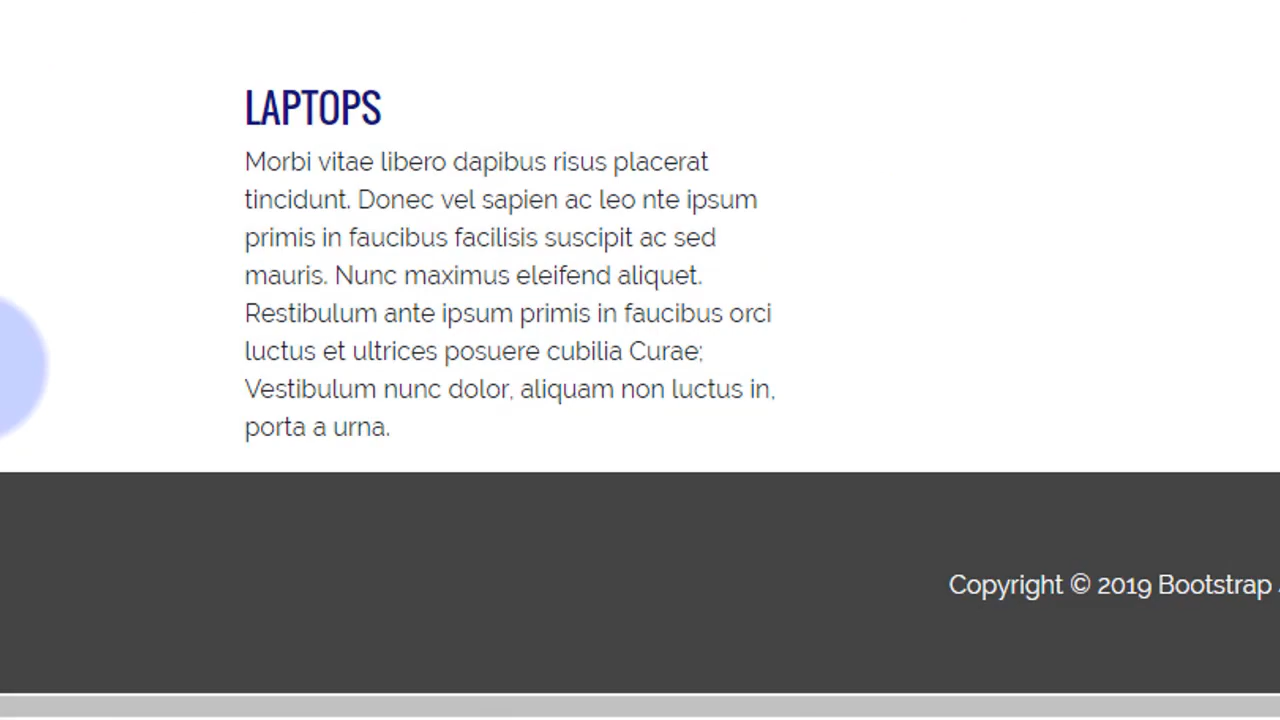 LAPTOPS
Morbi vitae libero dapibus risus placerat
tincidunt. Donec vel sapien ac leo nte ipsum
primis in faucibus facilisis suscipit ac sed
mauris. Nunc maximus eleifend aliquet.
Restibulum ante ipsum primis in faucibus orci
luctus et ultrices posuere cubilia Curae;
Vestibulum nunc dolor, aliquam non luctus in,
porta a urna.
Copyright © 2019 Bootstrap